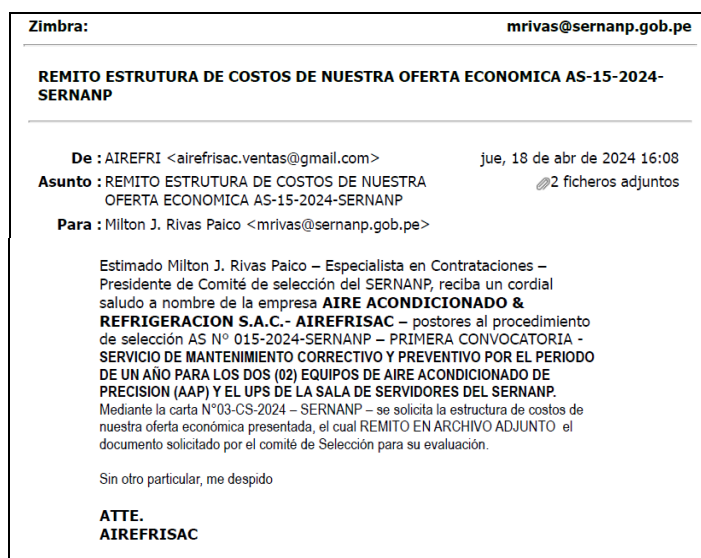 Zimbra: mrivas@sernanp.gob.pe
REMITO ESTRUTURA DE COSTOS DE NUESTRA OFERTA ECONOMICA AS-15-2024-
SERNANP
De : AIREFRI <airefrisac.ventas@gmail.com> jue, 18 de abr de 2024 16:08
Asunto : REMITO ESTRUTURA DE COSTOS DE NUESTRA 2 ficheros adjuntos
OFERTA ECONOMICA AS-15-2024-SERNANP
Para : Milton J. Rivas Paico <mrivas@sernanp.gob.pe>
Estimado Milton J. Rivas Paico – Especialista en Contrataciones –
Presidente de Comité de selección del SERNANP, reciba un cordial
saludo a nombre de la empresa AIRE ACONDICIONADO &
REFRIGERACION S.A.C.- AIREFRISAC – postores al procedimiento
de selección AS Nº 015-2024-SERNANP – PRIMERA CONVOCATORIA -
SERVICIO DE MANTENIMIENTO CORRECTIVO Y PREVENTIVO POR EL PERIODO
DE UN AÑO PARA LOS DOS (02) EQUIPOS DE AIRE ACONDICIONADO DE
PRECISION (AAP) Y EL UPS DE LA SALA DE SERVIDORES DEL SERNANP.
Mediante la carta N°03-CS-2024 – SERNANP – se solicita la estructura de costos de
nuestra oferta económica presentada, el cual REMITO EN ARCHIVO ADJUNTO el
documento solicitado por el comité de Selección para su evaluación.
Sin otro particular, me despido
ATTE.
AIREFRISAC